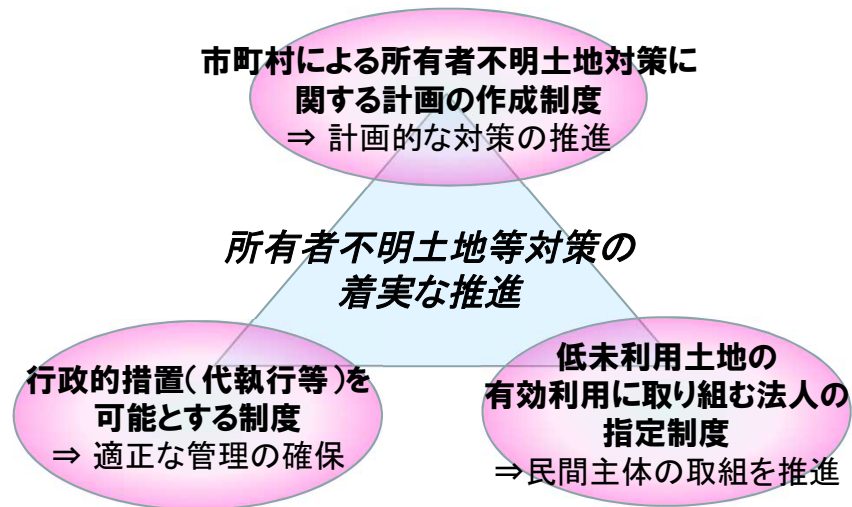 市町村による所有者不明土地対策に
関する計画の作成制度
⇒ 計画的な対策の推進
所有者不明土地等対策の
着実な推進
行政的措置(代執行等)を
可能とする制度
⇒ 適正な管理の確保
低未利用土地の
有効利用に取り組む法人の
指定制度
⇒民間主体の取組を推進